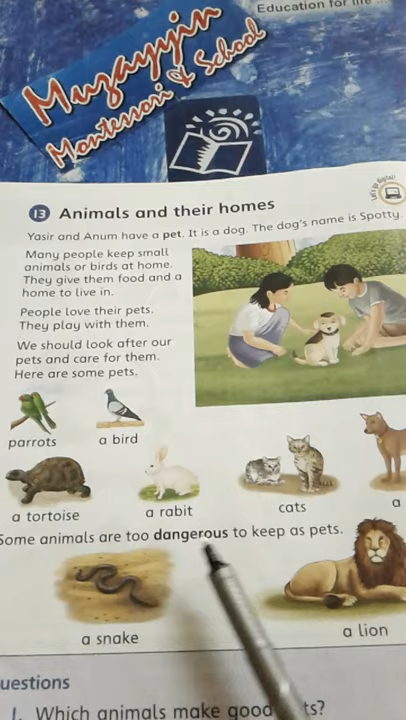 Education for life
Muzayyin
Montessori & School
Let's go digital!
13 Animals and their homes
Yasir and Anum have a pet. It is a dog. The dog's name is Spotty.
Many people keep small
animals or birds at home.
They give them food and a
home to live in.
People love their pets.
They play with them.
We should look after our
pets and care for them.
Here are some pets.
parrots
a bird
a tortoise
a rabit
cats
a
Some animals are too dangerous to keep as pets.
a snake
a lion
uestions
1. Which animals make good ts?